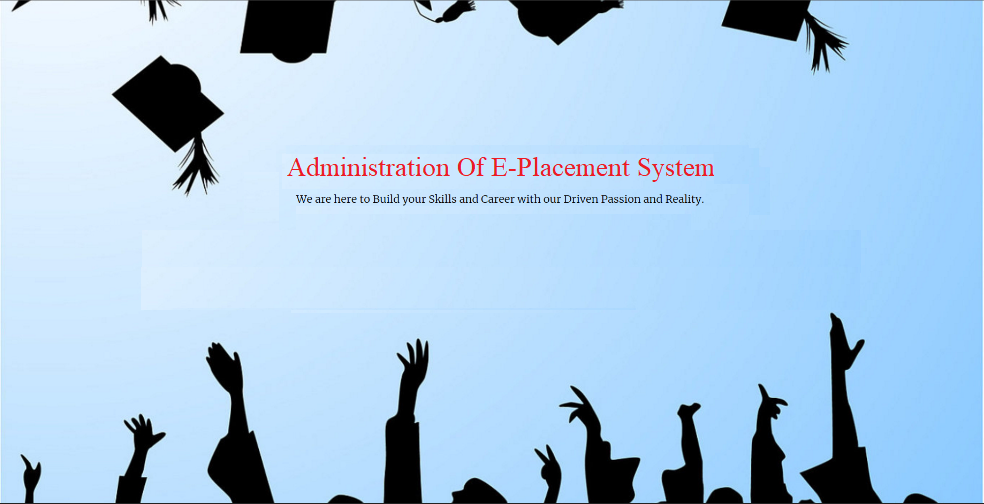 Administration Of E-Placement System
We are here to Build your Skills and Career with our Driven Passion and Reality.